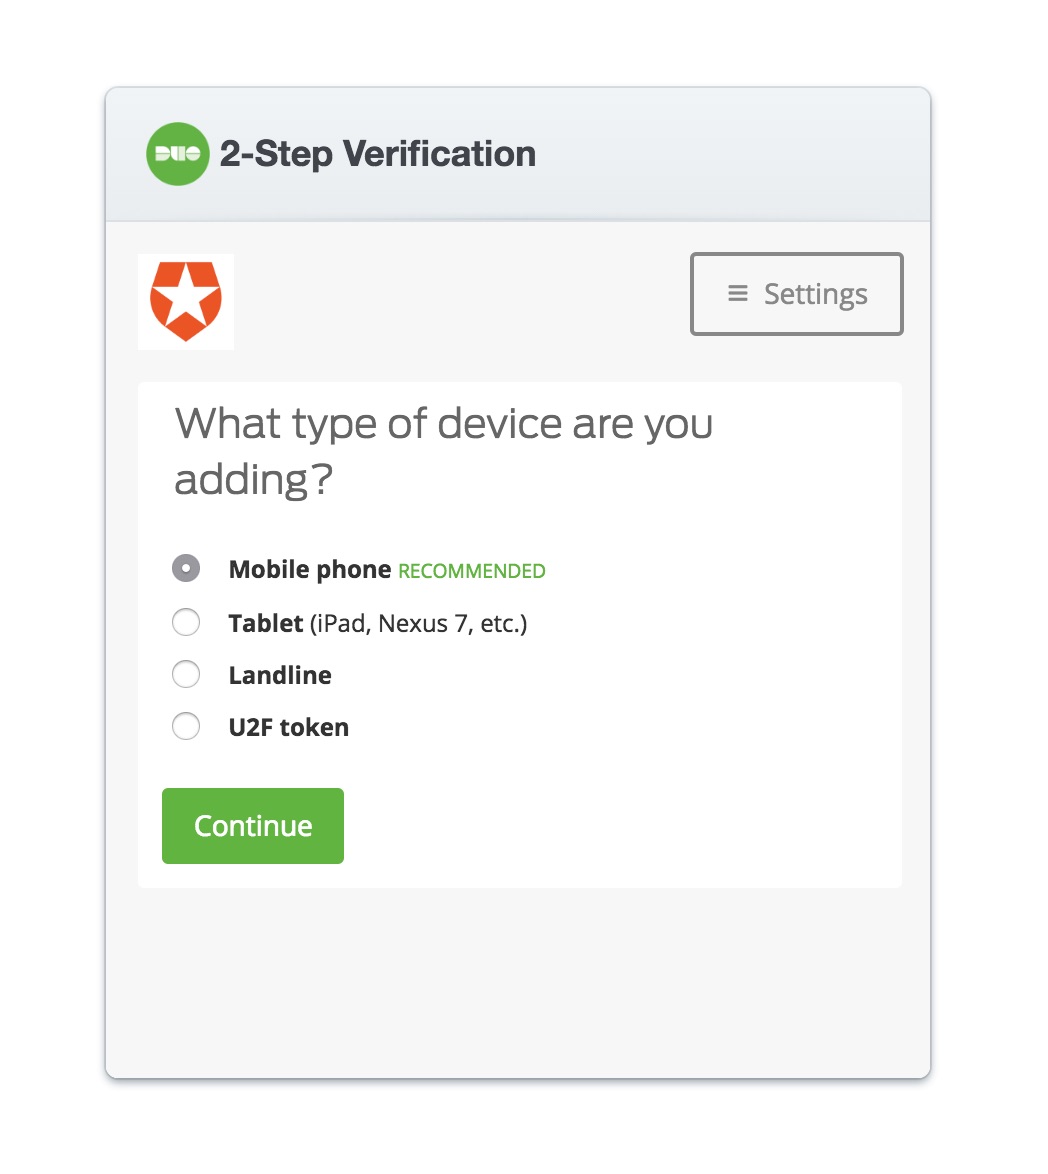 DUO 2-Step Verification
Settings
What type of device are you
adding?
Mobile phone RECOMMENDED
Tablet (iPad, Nexus 7, etc.)
Landline
U2F token
Continue